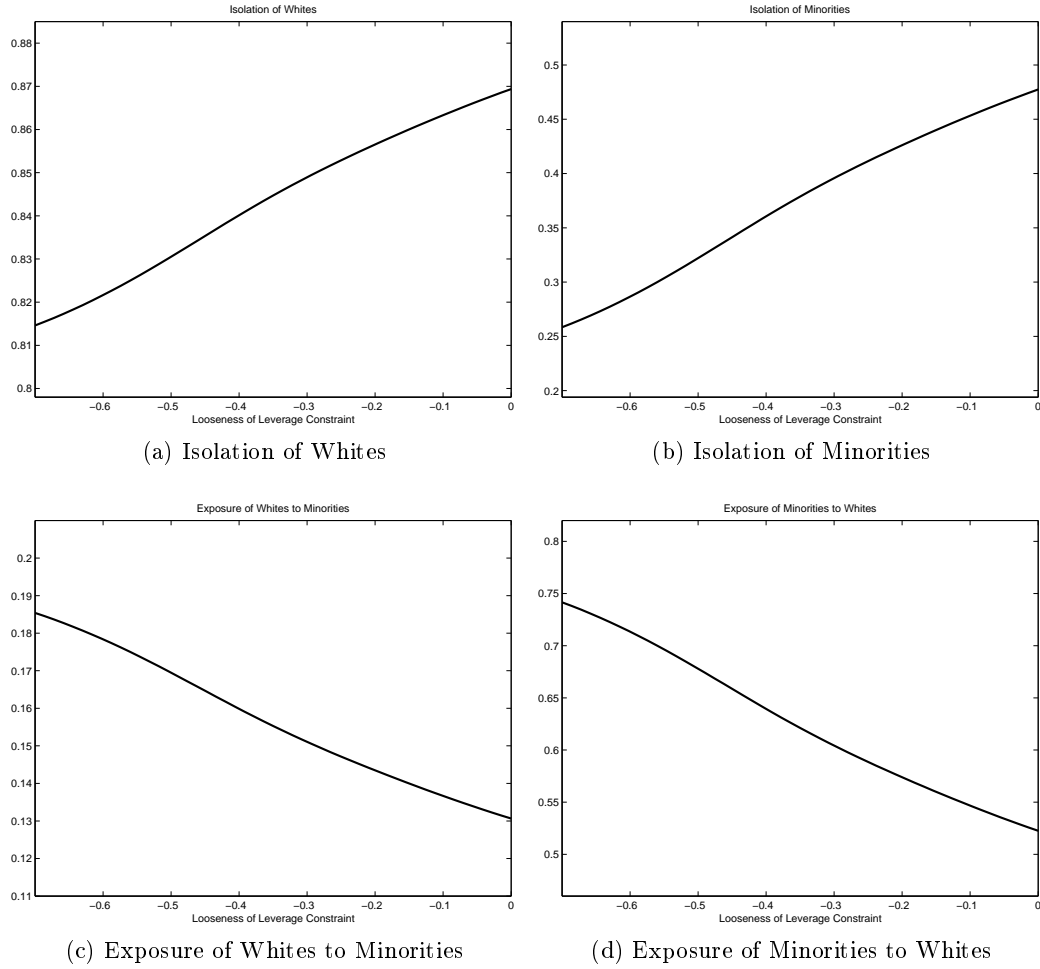 Isolation of Whites
0.88
0.87
0.86
0.85
0.84
0.83
0.82
0.81
0.8
−0.6 −0.5 −0.4 −0.3 −0.2 −0.1 0
Looseness of Leverage Constraint
(a) Isolation of Whites
Isolation of Minorities
0.5
0.45
0.4
0.35
0.3
0.25
0.2
−0.6 −0.5 −0.4 −0.3 −0.2 −0.1 0
Looseness of Leverage Constraint
(b) Isolation of Minorities
Exposure of Whites to Minorities
0.2
0.19
0.18
0.17
0.16
0.15
0.14
0.13
0.12
0.11
−0.6 −0.5 −0.4 −0.3 −0.2 −0.1 0
Looseness of Leverage Constraint
(c) Exposure of Whites to Minorities
Exposure of Minorities to Whites
0.8
0.75
0.7
0.65
0.6
0.55
0.5
−0.6 −0.5 −0.4 −0.3 −0.2 −0.1 0
Looseness of Leverage Constraint
(d) Exposure of Minorities to Whites